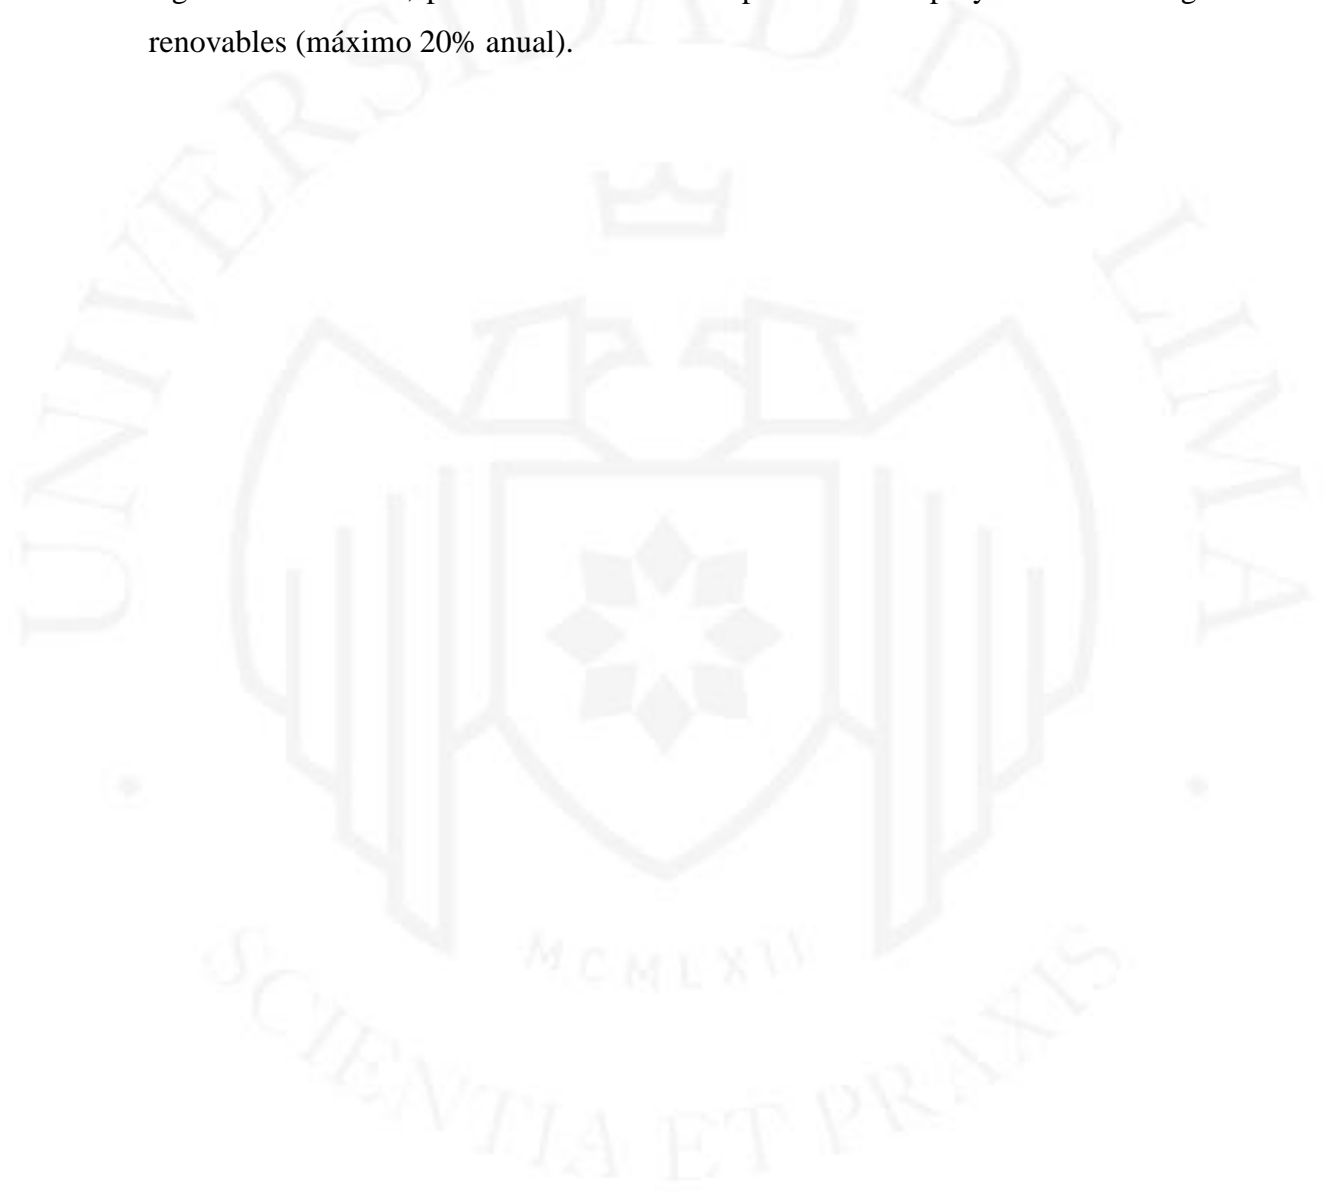 renovables (máximo 20% anual).
UNIVERSIDAD DE LIMA
MCMLXII
SCIENTIA ET PRAXIS